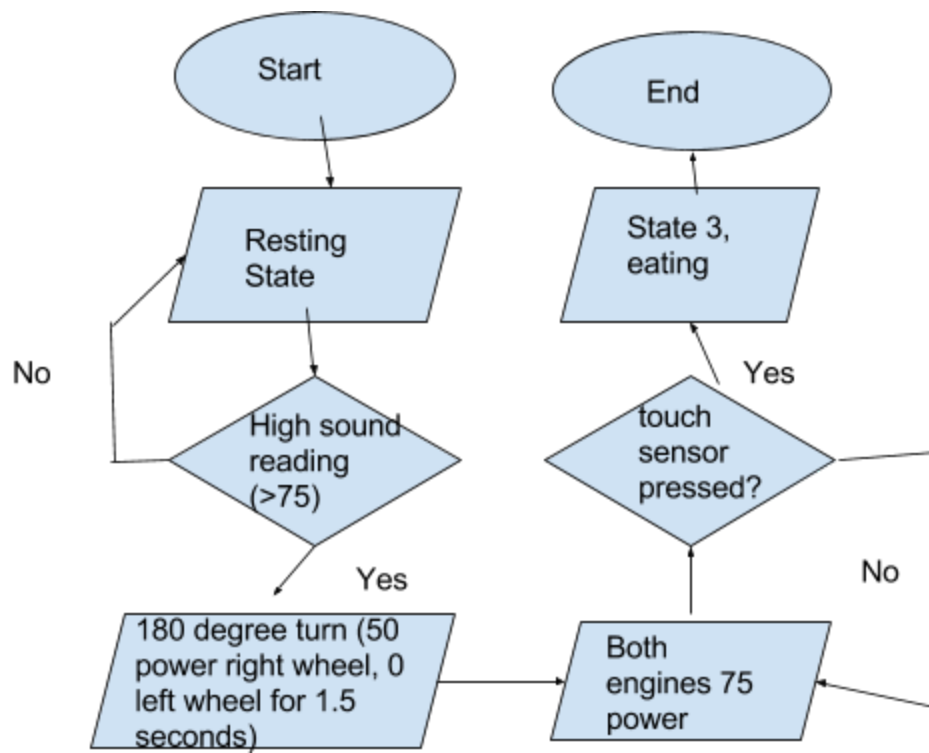 Start
Resting
State
No
High sound
reading
(>75)
Yes
180 degree turn (50
power right wheel, 0
left wheel for 1.5
seconds)
Both
engines 75
power
No
touch
sensor
pressed?
Yes
State 3,
eating
End